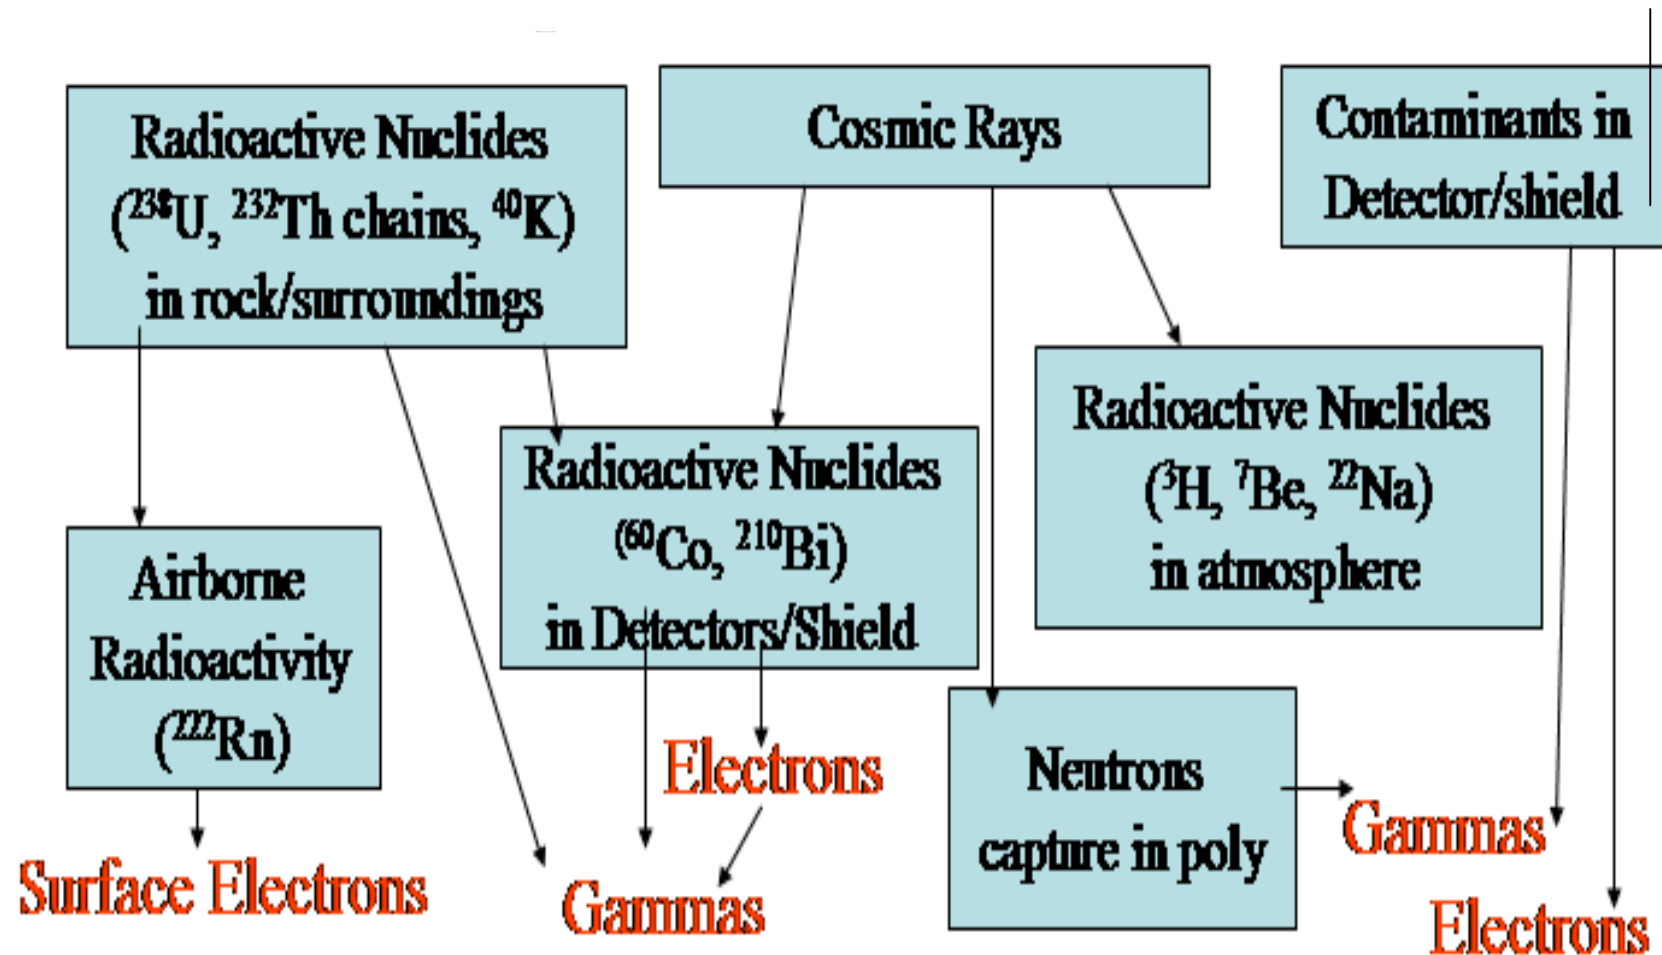 Radioactive Nuclides
(²³⁸U, ²³²Th chains, ⁴⁰K)
in rock/surroundings
Cosmic Rays
Contaminants in
Detector/shield
Radioactive Nuclides
(⁶⁰Co, ²¹⁰Bi)
in Detectors/Shield
Radioactive Nuclides
(³H, ⁷Be, ²²Na)
in atmosphere
Airborne
Radioactivity
(²²²Rn)
Electrons
Neutrons
capture in poly
Gammas
Surface Electrons
Gammas
Electrons